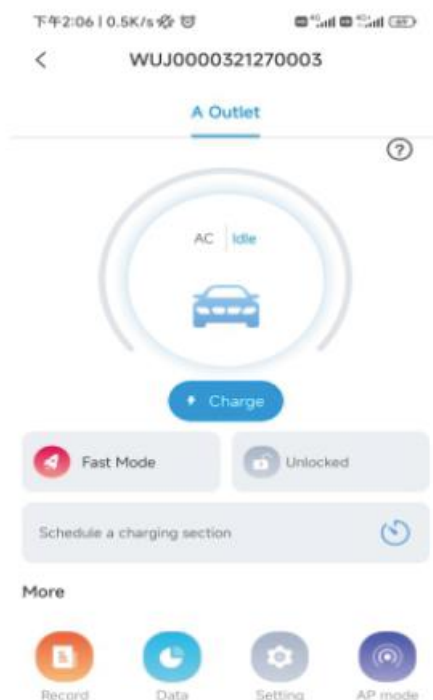 下午2:06 | 0.5K/s
WUJ0000321270003
A Outlet
?
AC | Idle
Charge
Fast Mode
Unlocked
Schedule a charging section
More
Record
Data
Setting
AP mode